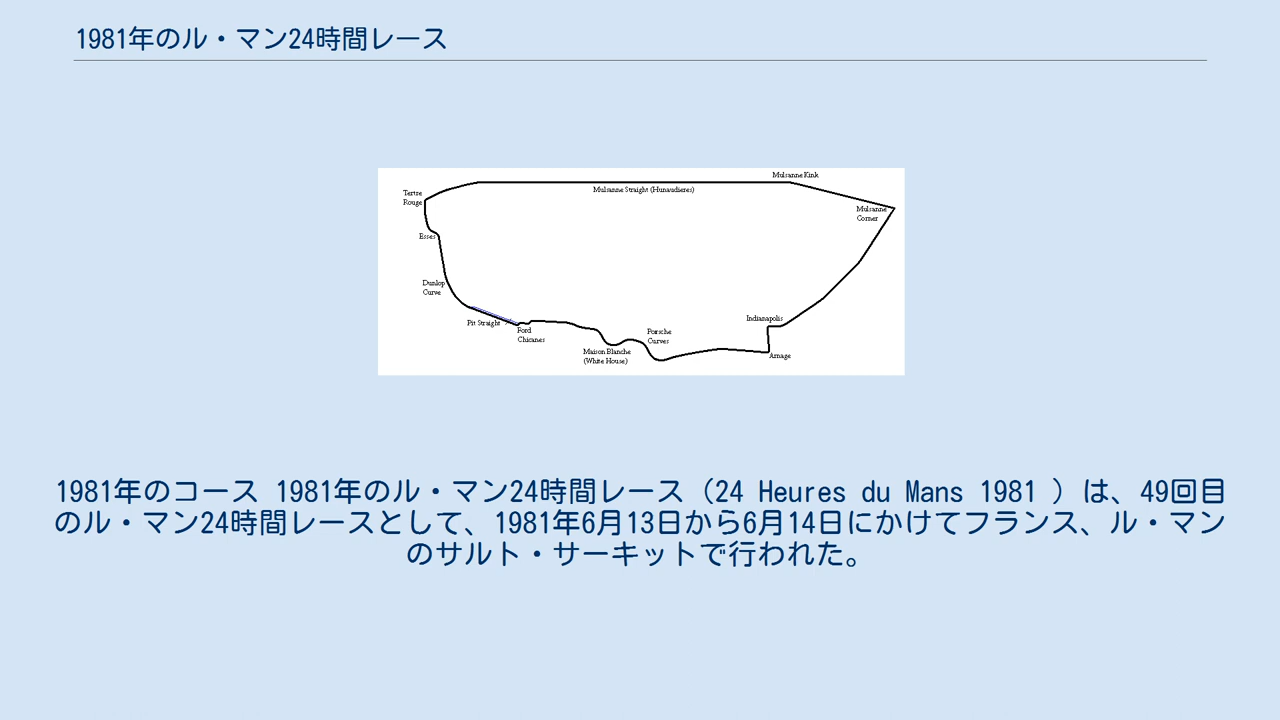 1981年のル・マン24時間レース
Mulsanne Kink
Mulsanne Straight (Hunaudieres)
Tertre
Rouge
Mulsanne
Corner
Esses
Dunlop
Curve
Indianapolis
Pit Straight
Ford
Chicanes
Porsche
Curves
Maison Blanche
(White House)
Arnage
1981年のコース 1981年のル・マン24時間レース（24 Heures du Mans 1981 ）は、49回目
のル・マン24時間レースとして、1981年6月13日から6月14日にかけてフランス、ル・マン
のサルト・サーキットで行われた。